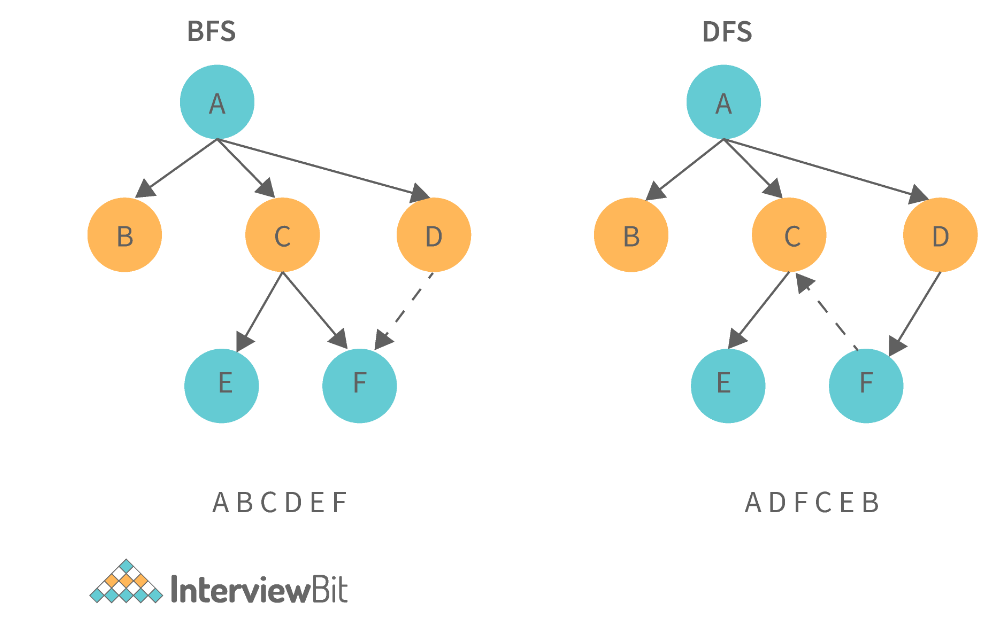 BFS
A
B C D
E F
A B C D E F
DFS
A
B C D
E F
A D F C E B
InterviewBit